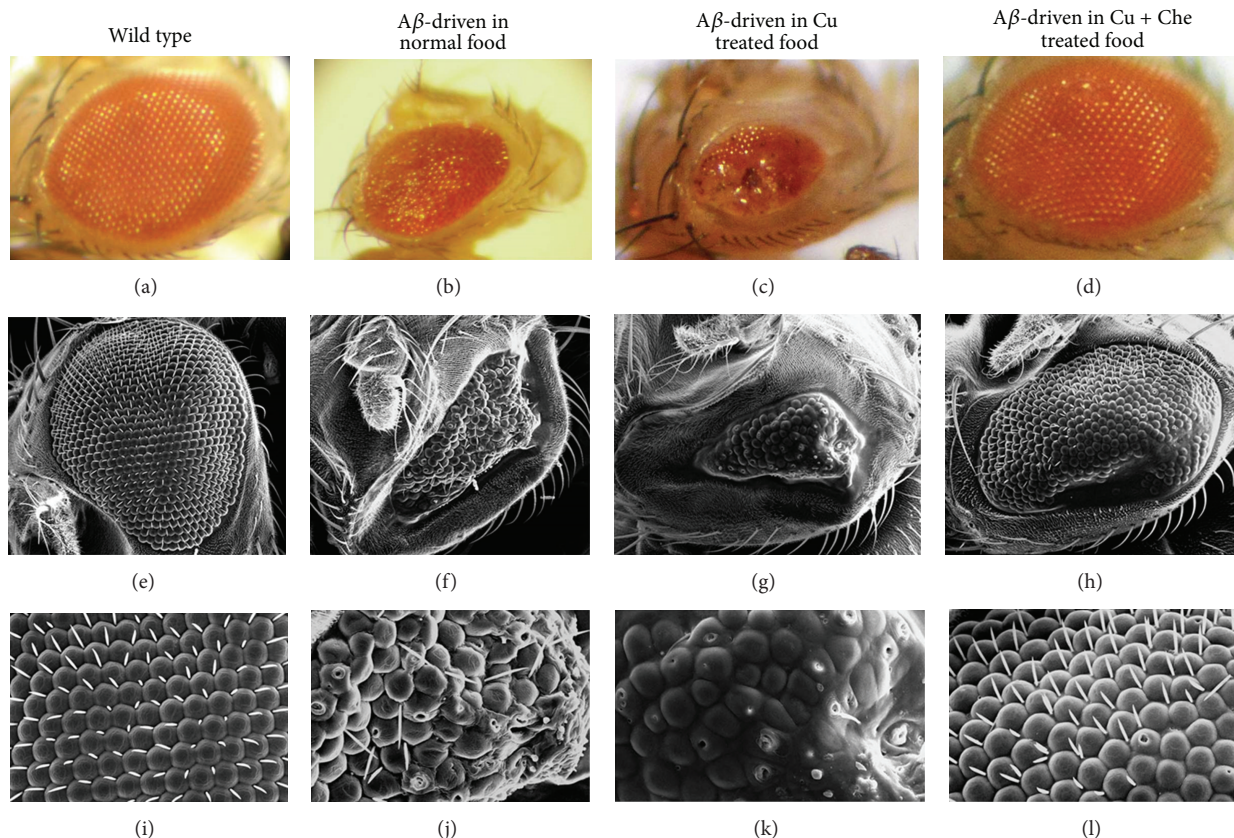 Wild type
Aβ-driven in
normal food
Aβ-driven in Cu
treated food
Aβ-driven in Cu + Che
treated food
(a)
(b)
(c)
(d)
(e)
(f)
(g)
(h)
(i)
(j)
(k)
(l)